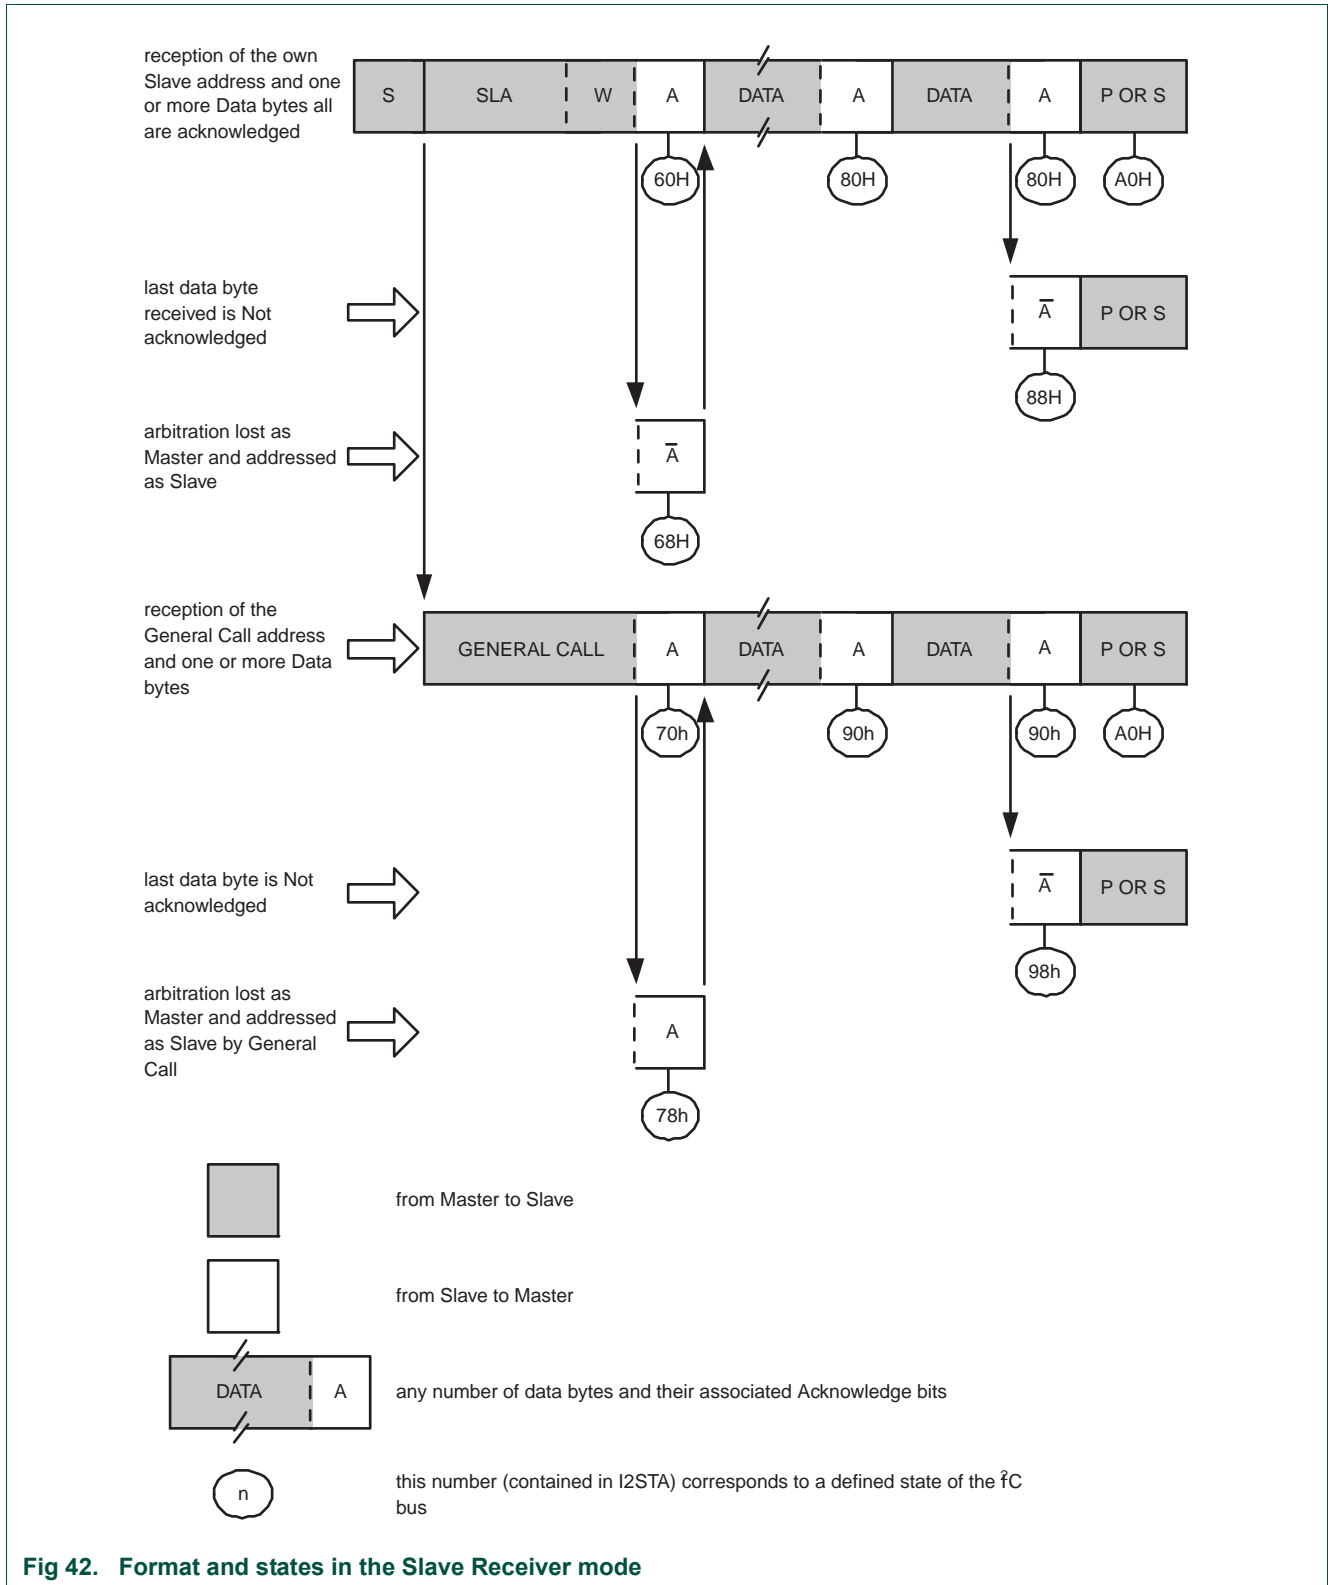 reception of the own
Slave address and one
or more Data bytes all
are acknowledged
S SLA W A DATA A DATA A P OR S
60H 80H 80H A0H
last data byte
received is Not
acknowledged
A̅ P OR S
88H
arbitration lost as
Master and addressed
as Slave
A̅
68H
reception of the
General Call address
and one or more Data
bytes
GENERAL CALL A DATA A DATA A P OR S
70h 90h 90h A0H
last data byte is Not
acknowledged
A̅ P OR S
98h
arbitration lost as
Master and addressed
as Slave by General
Call
A
78h
from Master to Slave
from Slave to Master
DATA A any number of data bytes and their associated Acknowledge bits
n this number (contained in I2STA) corresponds to a defined state of the I²C
bus
Fig 42. Format and states in the Slave Receiver mode